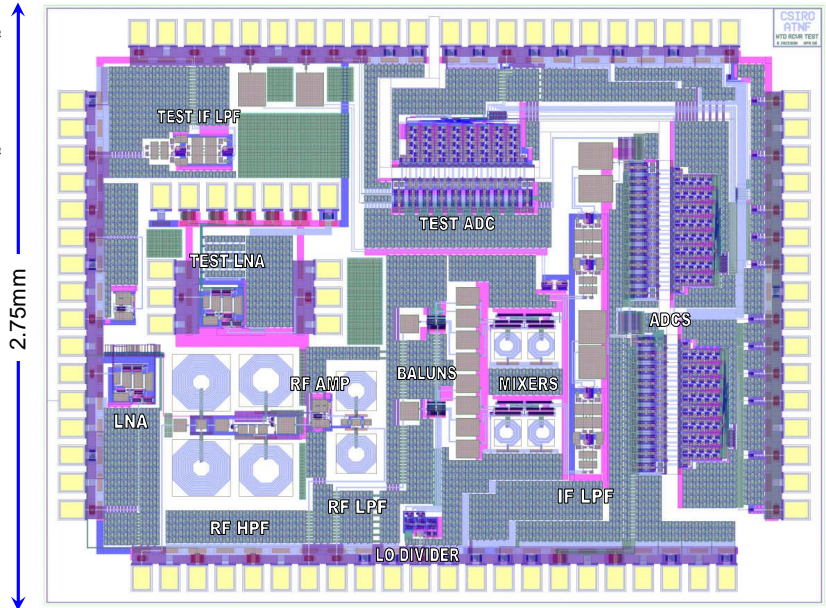 CSIRO
ATNF
TEST IF LPF
TEST ADC
TEST LNA
2.75mm
ADCS
BALUNS
MIXERS
RF AMP
LNA
IF LPF
RF LPF
RF HPF
LO DIVIDER